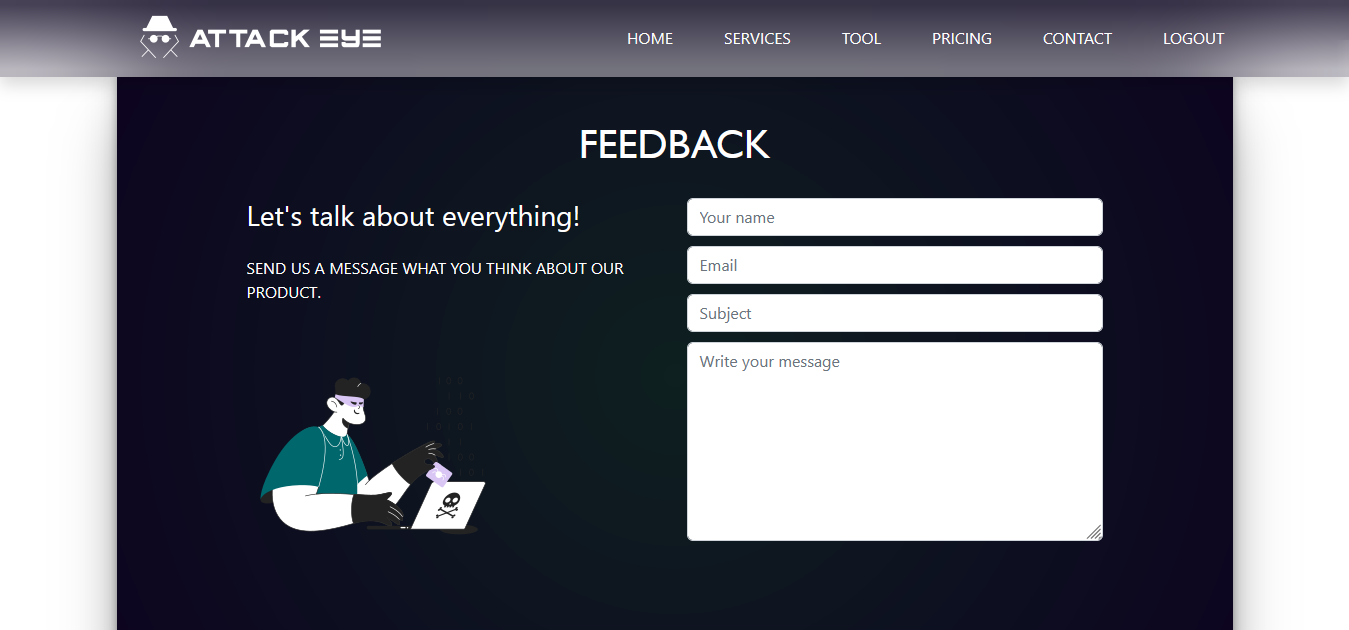 ATTACK EYE
HOME SERVICES TOOL PRICING CONTACT LOGOUT
FEEDBACK
Let's talk about everything!
SEND US A MESSAGE WHAT YOU THINK ABOUT OUR
PRODUCT.
Your name
Email
Subject
Write your message